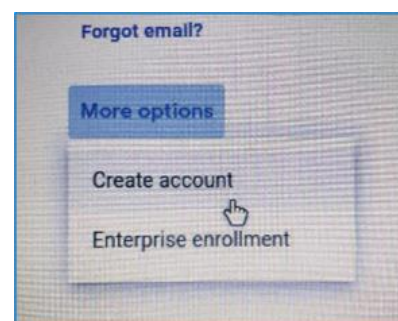 Forgot email?
More options
Create account
Enterprise enrollment